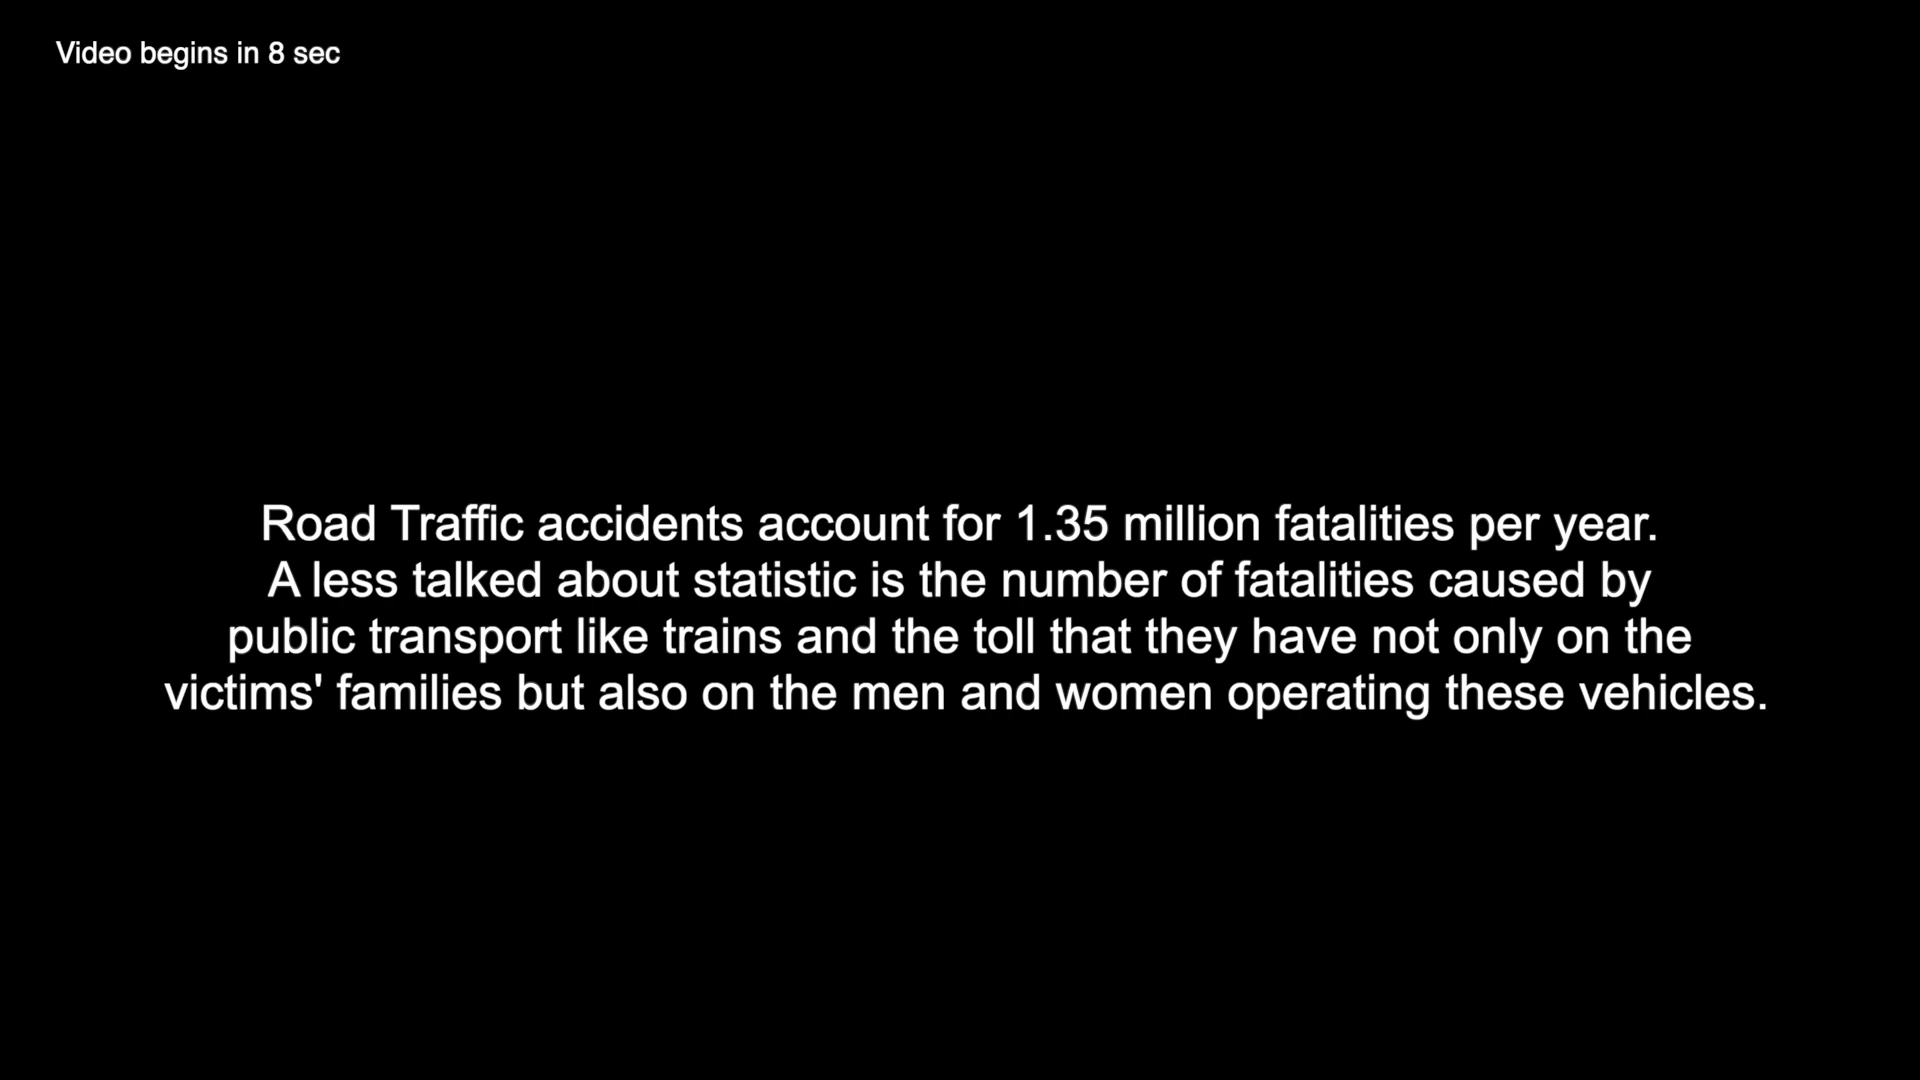 Video begins in 8 sec
Road Traffic accidents account for 1.35 million fatalities per year.
A less talked about statistic is the number of fatalities caused by
public transport like trains and the toll that they have not only on the
victims' families but also on the men and women operating these vehicles.